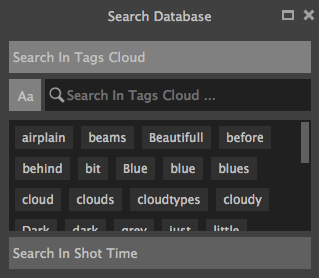 Search Database
Search In Tags Cloud
Aa Search In Tags Cloud ...
airplain beams Beautifull before
behind bit Blue blue blues
cloud clouds cloudtypes cloudy
Dark dark grey just little
Search In Shot Time